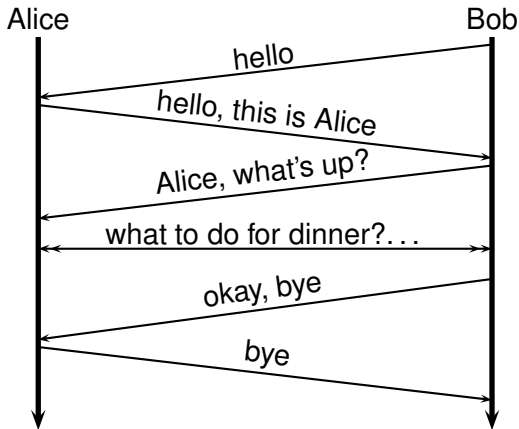 Alice
Bob
hello
hello, this is Alice
Alice, what's up?
what to do for dinner?...
okay, bye
bye